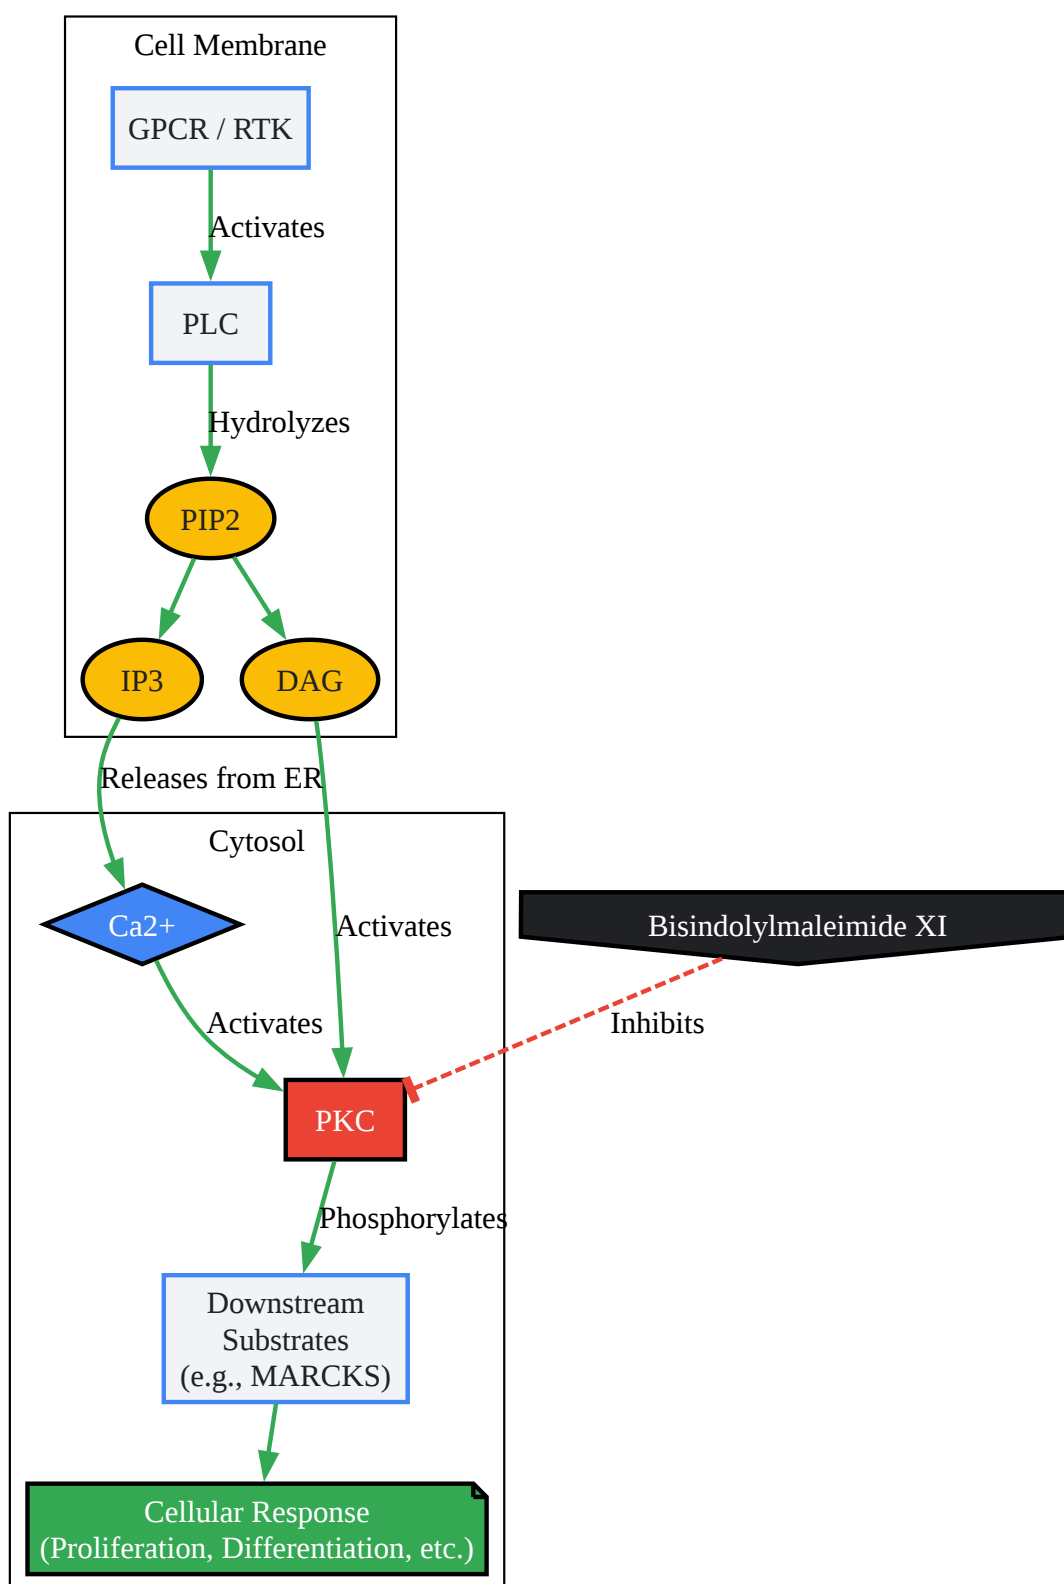 Cell Membrane
GPCR / RTK
Activates
PLC
Hydrolyzes
PIP2
IP3
DAG
Releases from ER
Cytosol
Ca2+
Activates
Bisindolylmaleimide XI
Activates
Inhibits
PKC
Phosphorylates
Downstream
Substrates
(e.g., MARCKS)
Cellular Response
(Proliferation, Differentiation, etc.)